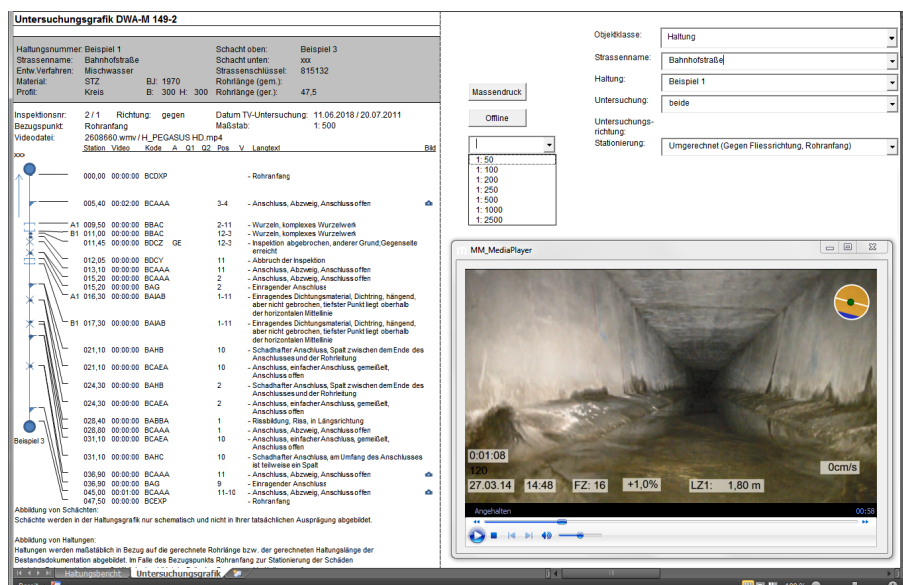 Untersuchungsgrafik DWA-M 149-2
Haltungsnummer: Beispiel 1 Schacht oben: Beispiel 3
Strassenname: Bahnhofstraße Schacht unten: xxx
Entw.Verfahren: Mischwasser Strassenschlüssel: 815132
Material: STZ BJ: 1970 Rohrlänge (gem.):
Profil: Kreis B: 300 H: 300 Rohrlänge (ger.): 47,5
Inspektionsnr: 2 / 1 Richtung: gegen Datum TV-Untersuchung: 11.06.2018 / 20.07.2011
Bezugspunkt: Rohranfang Maßstab: 1: 500
Videodatei: 2608660.wmv / H_PEGASUS HD.mp4
Station Video Kode A Q1 Q2 Pos V Langtext Bild
xxx
000,00 00:00:00 BCDXP - Rohranfang
005,40 00:02:00 BCAAA 3-4 - Anschluss, Abzweig, Anschluss offen
A1 009,50 00:00:00 BBAC 2-11 - Wurzeln, komplexes Wurzelwerk
B1 011,00 00:00:00 BBAC 12-3 - Wurzeln, komplexes Wurzelwerk
011,45 00:00:00 BDCZ GE 12-3 - Inspektion abgebrochen, anderer Grund;Gegenseite
erreicht
012,05 00:00:00 BDCY 11 - Abbruch der Inspektion
013,10 00:00:00 BCAAA 11 - Anschluss, Abzweig, Anschluss offen
015,20 00:00:00 BCAAA 2 - Anschluss, Abzweig, Anschluss offen
015,20 00:00:00 BAG 2 - Einragender Anschluss
A1 016,30 00:00:00 BAIAB 1-11 - Einragendes Dichtungsmaterial, Dichtring, hängend,
aber nicht gebrochen, tiefster Punkt liegt oberhalb
der horizontalen Mittellinie
B1 017,30 00:00:00 BAIAB 1-11 - Einragendes Dichtungsmaterial, Dichtring, hängend,
aber nicht gebrochen, tiefster Punkt liegt oberhalb
der horizontalen Mittellinie
021,10 00:00:00 BAHB 10 - Schadhafter Anschluss, Spalt zwischen dem Ende des
Anschlusses und der Rohrleitung
021,10 00:00:00 BCAEA 10 - Anschluss, einfacher Anschluss, gemeißelt,
Anschluss offen
024,30 00:00:00 BAHB 2 - Schadhafter Anschluss, Spalt zwischen dem Ende des
Anschlusses und der Rohrleitung
024,30 00:00:00 BCAEA 2 - Anschluss, einfacher Anschluss, gemeißelt,
Anschluss offen
028,40 00:00:00 BABBA 1 - Rissbildung, Riss, in Längsrichtung
028,80 00:00:00 BCAAA 1 - Anschluss, Abzweig, Anschluss offen
031,10 00:00:00 BCAEA 10 - Anschluss, einfacher Anschluss, gemeißelt,
Anschluss offen
Beispiel 3
031,10 00:00:00 BAHC 10 - Schadhafter Anschluss, am Umfang des Anschlusses
ist teilweise ein Spalt
036,90 00:00:00 BCAAA 11 - Anschluss, Abzweig, Anschluss offen
036,90 00:00:00 BAG 9 - Einragender Anschluss
045,00 00:01:00 BCAAA 11-10 - Anschluss, Abzweig, Anschluss offen
047,50 00:00:00 BCEXP - Rohranfang
Abbildung von Schächten:
Schächte werden in der Haltungsgrafik nur schematisch und nicht in Ihrer tatsächlichen Ausprägung abgebildet.
Abbildung von Haltungen:
Haltungen werden maßstäblich in Bezug auf die gerechnete Rohrlänge bzw. der gerechneten Haltungslänge der
Bestandsdokumentation abgebildet. Im Falle des Bezugspunkts Rohranfang zur Stationierung der Schäden
Haltungsbericht Untersuchungsgrafik
Bereit 100 %
Objektklasse: Haltung
Strassenname: Bahnhofstraße
Haltung: Beispiel 1
Untersuchung: beide
Untersuchungs-
richtung:
Stationierung: Umgerechnet (Gegen Fliessrichtung, Rohranfang)
Massendruck
Offline
1: 50
1: 100
1: 200
1: 250
1: 500
1: 1000
1: 2500
MM_MediaPlayer
0:01:08
120
0cm/s
27.03.14 14:48 FZ: 16 +1,0% LZ1: 1,80 m
Angehalten 00:58